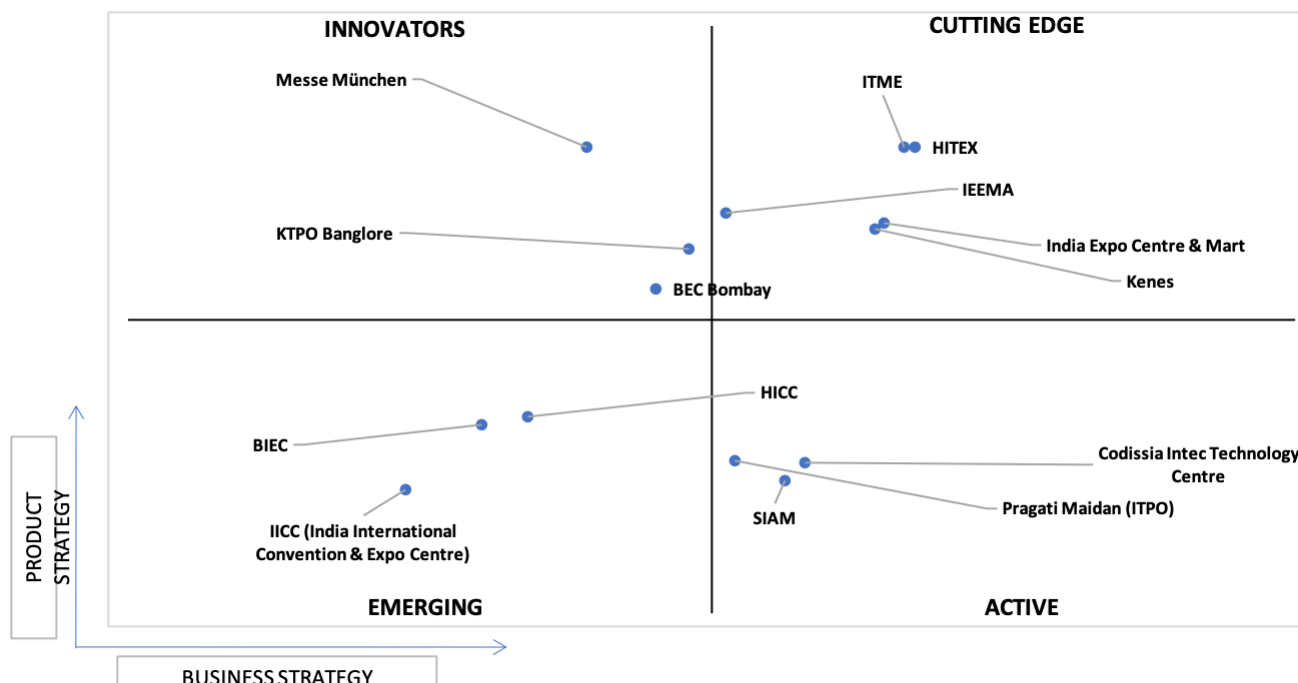 INNOVATORS
CUTTING EDGE
Messe München
ITME
HITEX
IEEMA
KTPO Banglore
India Expo Centre & Mart
Kenes
BEC Bombay
HICC
BIEC
Codissia Intec Technology
Centre
Pragati Maidan (ITPO)
SIAM
IICC (India International
Convention & Expo Centre)
PRODUCT
STRATEGY
EMERGING
ACTIVE
BUSINESS STRATEGY